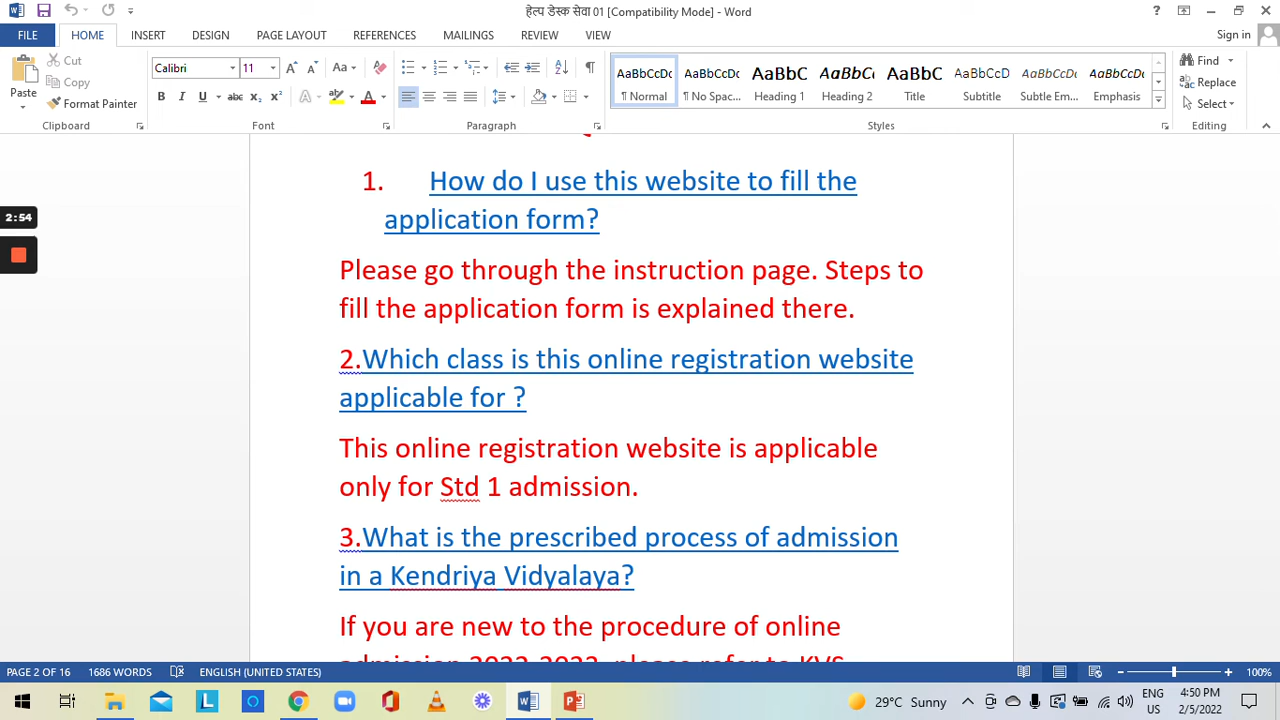 हेल्प डेस्क सेवा 01 [Compatibility Mode] - Word
FILE HOME INSERT DESIGN PAGE LAYOUT REFERENCES MAILINGS REVIEW VIEW Sign in
Paste
Cut
Copy
Format Painter
Calibri 11
AaBbCcDc AaBbCcDc AaBbC AaBbC AaBbC AaBbCcD AaBbCcDc AaBbCcDc
¶ Normal ¶ No Spac... Heading 1 Heading 2 Title Subtitle Subtle Em... Emphasis
Find
Replace
Select
Clipboard Font Paragraph Styles Editing
1. How do I use this website to fill the
application form?
2:54
Please go through the instruction page. Steps to
fill the application form is explained there.
2.Which class is this online registration website
applicable for ?
This online registration website is applicable
only for Std 1 admission.
3.What is the prescribed process of admission
in a Kendriya Vidyalaya?
If you are new to the procedure of online
PAGE 2 OF 16 1686 WORDS ENGLISH (UNITED STATES) 100%
29°C Sunny
ENG
US
4:50 PM
2/5/2022